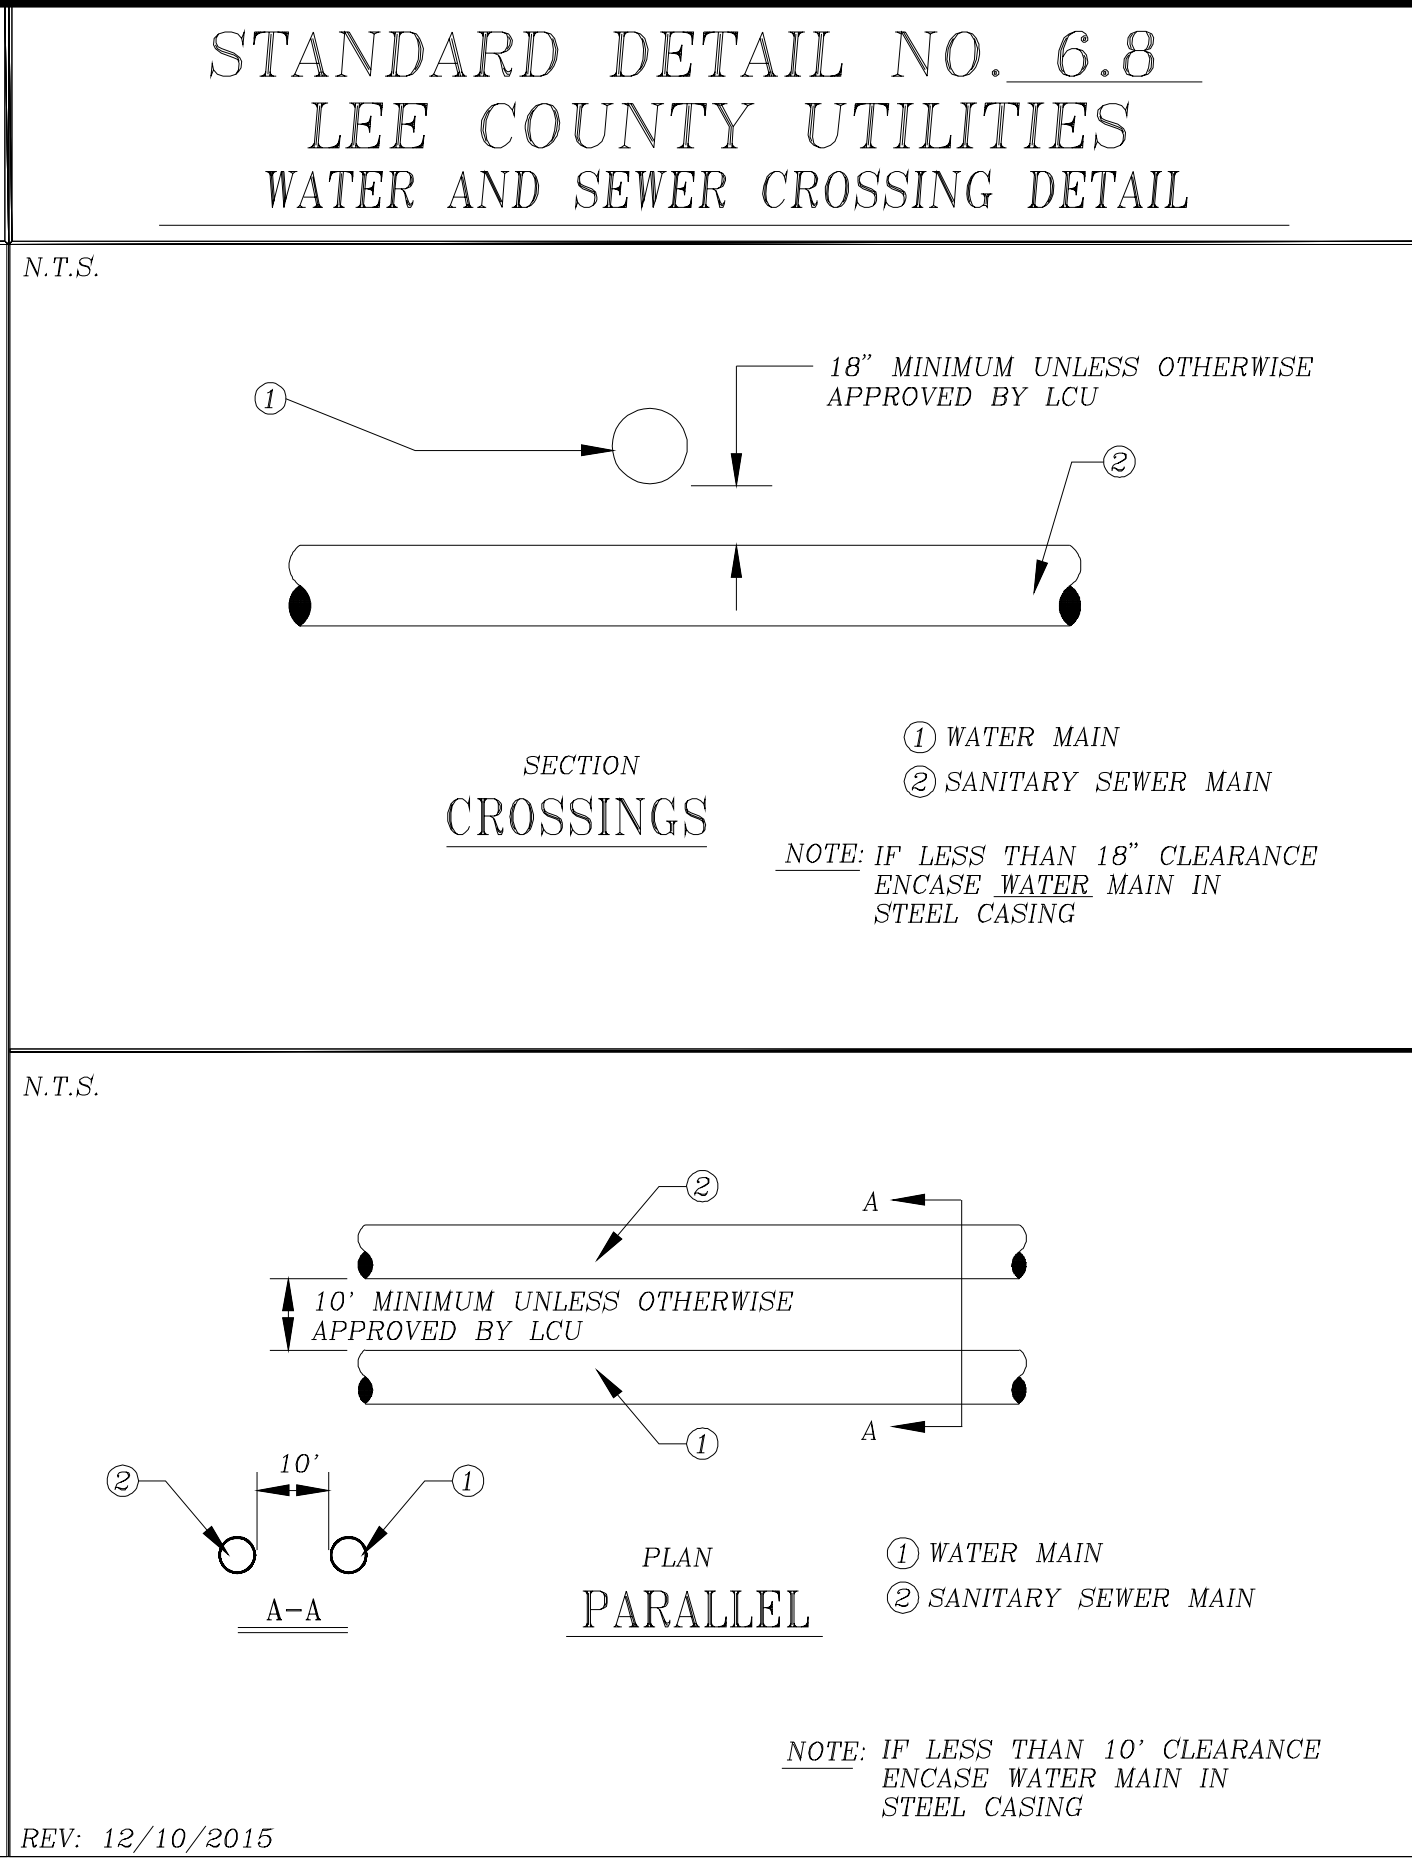 STANDARD DETAIL NO. 6.8
LEE COUNTY UTILITIES
WATER AND SEWER CROSSING DETAIL
N.T.S.
18" MINIMUM UNLESS OTHERWISE
APPROVED BY LCU
1
2
1 WATER MAIN
2 SANITARY SEWER MAIN
SECTION
CROSSINGS
NOTE: IF LESS THAN 18" CLEARANCE
ENCASE WATER MAIN IN
STEEL CASING
N.T.S.
2
A
10' MINIMUM UNLESS OTHERWISE
APPROVED BY LCU
A
1
10'
2
1
A-A
PLAN
PARALLEL
1 WATER MAIN
2 SANITARY SEWER MAIN
NOTE: IF LESS THAN 10' CLEARANCE
ENCASE WATER MAIN IN
STEEL CASING
REV: 12/10/2015